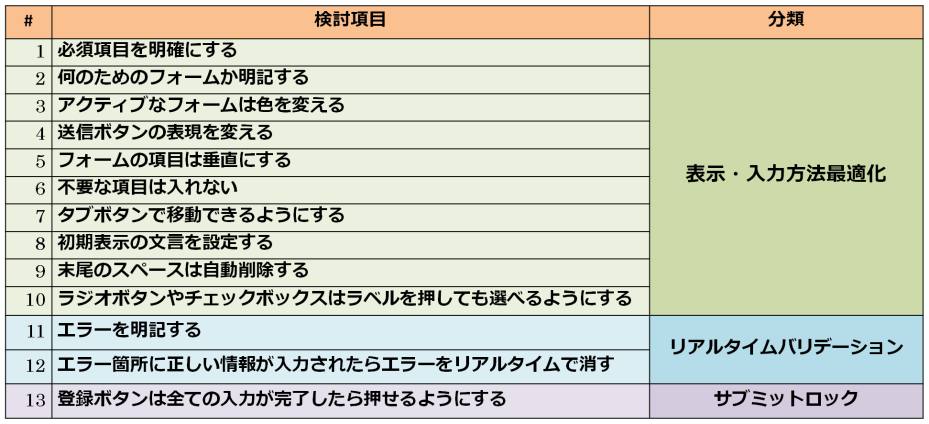 # 検討項目 分類
1 必須項目を明確にする
2 何のためのフォームか明記する
3 アクティブなフォームは色を変える
4 送信ボタンの表現を変える
5 フォームの項目は垂直にする
6 不要な項目は入れない
7 タブボタンで移動できるようにする
8 初期表示の文言を設定する
9 末尾のスペースは自動削除する
10 ラジオボタンやチェックボックスはラベルを押しても選べるようにする
表示・入力方法最適化
11 エラーを明記する
12 エラー箇所に正しい情報が入力されたらエラーをリアルタイムで消す
リアルタイムバリデーション
13 登録ボタンは全ての入力が完了したら押せるようにする
サブミットロック